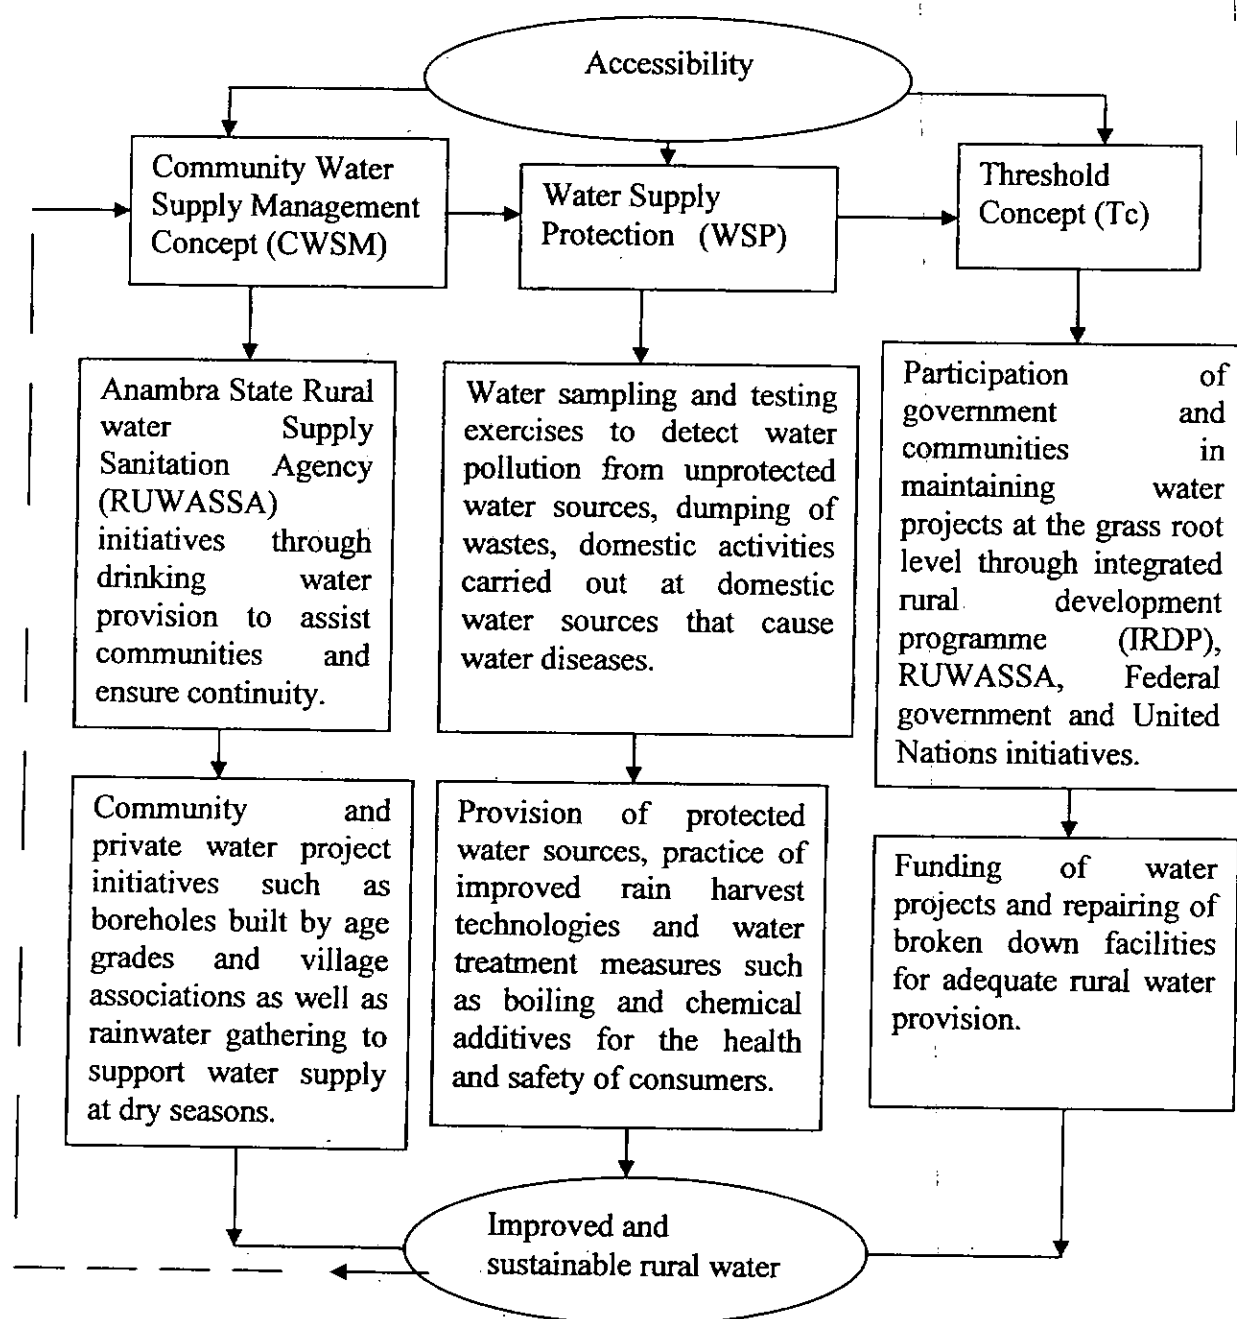 Accessibility
Community Water
Supply Management
Concept (CWSM)
Water Supply
Protection (WSP)
Threshold
Concept (Tc)
Anambra State Rural
water Supply
Sanitation Agency
(RUWASSA)
initiatives through
drinking water
provision to assist
communities and
ensure continuity.
Water sampling and testing
exercises to detect water
pollution from unprotected
water sources, dumping of
wastes, domestic activities
carried out at domestic
water sources that cause
water diseases.
Participation of
government and
communities in
maintaining water
projects at the grass root
level through integrated
rural development
programme (IRDP),
RUWASSA, Federal
government and United
Nations initiatives.
Community and
private water project
initiatives such as
boreholes built by age
grades and village
associations as well as
rainwater gathering to
support water supply
at dry seasons.
Provision of protected
water sources, practice of
improved rain harvest
technologies and water
treatment measures such
as boiling and chemical
additives for the health
and safety of consumers.
Funding of water
projects and repairing of
broken down facilities
for adequate rural water
provision.
Improved and
sustainable rural water